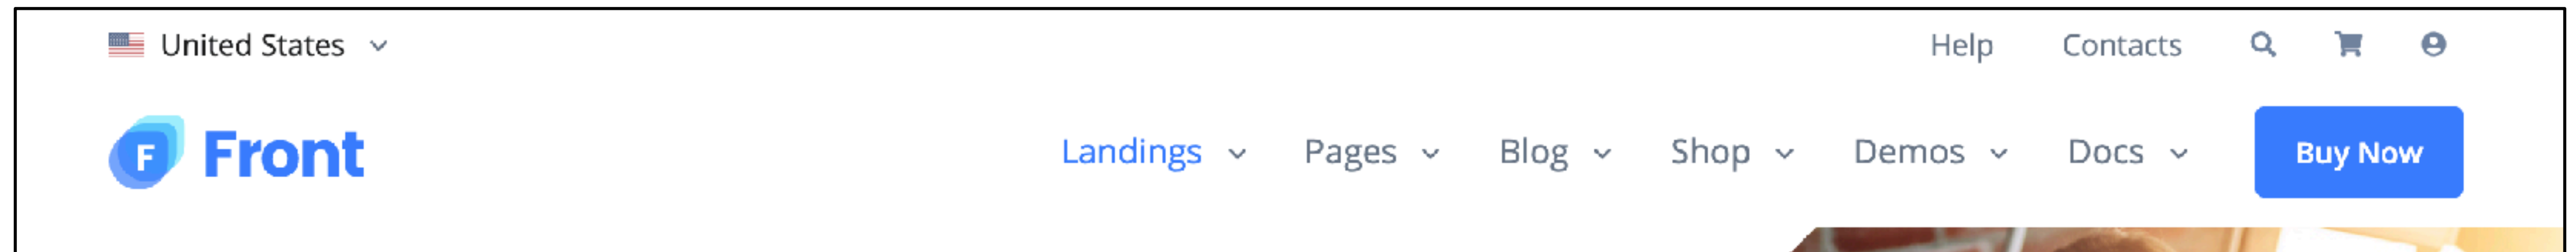 United States Help Contacts
F Front Landings Pages Blog Shop Demos Docs Buy Now